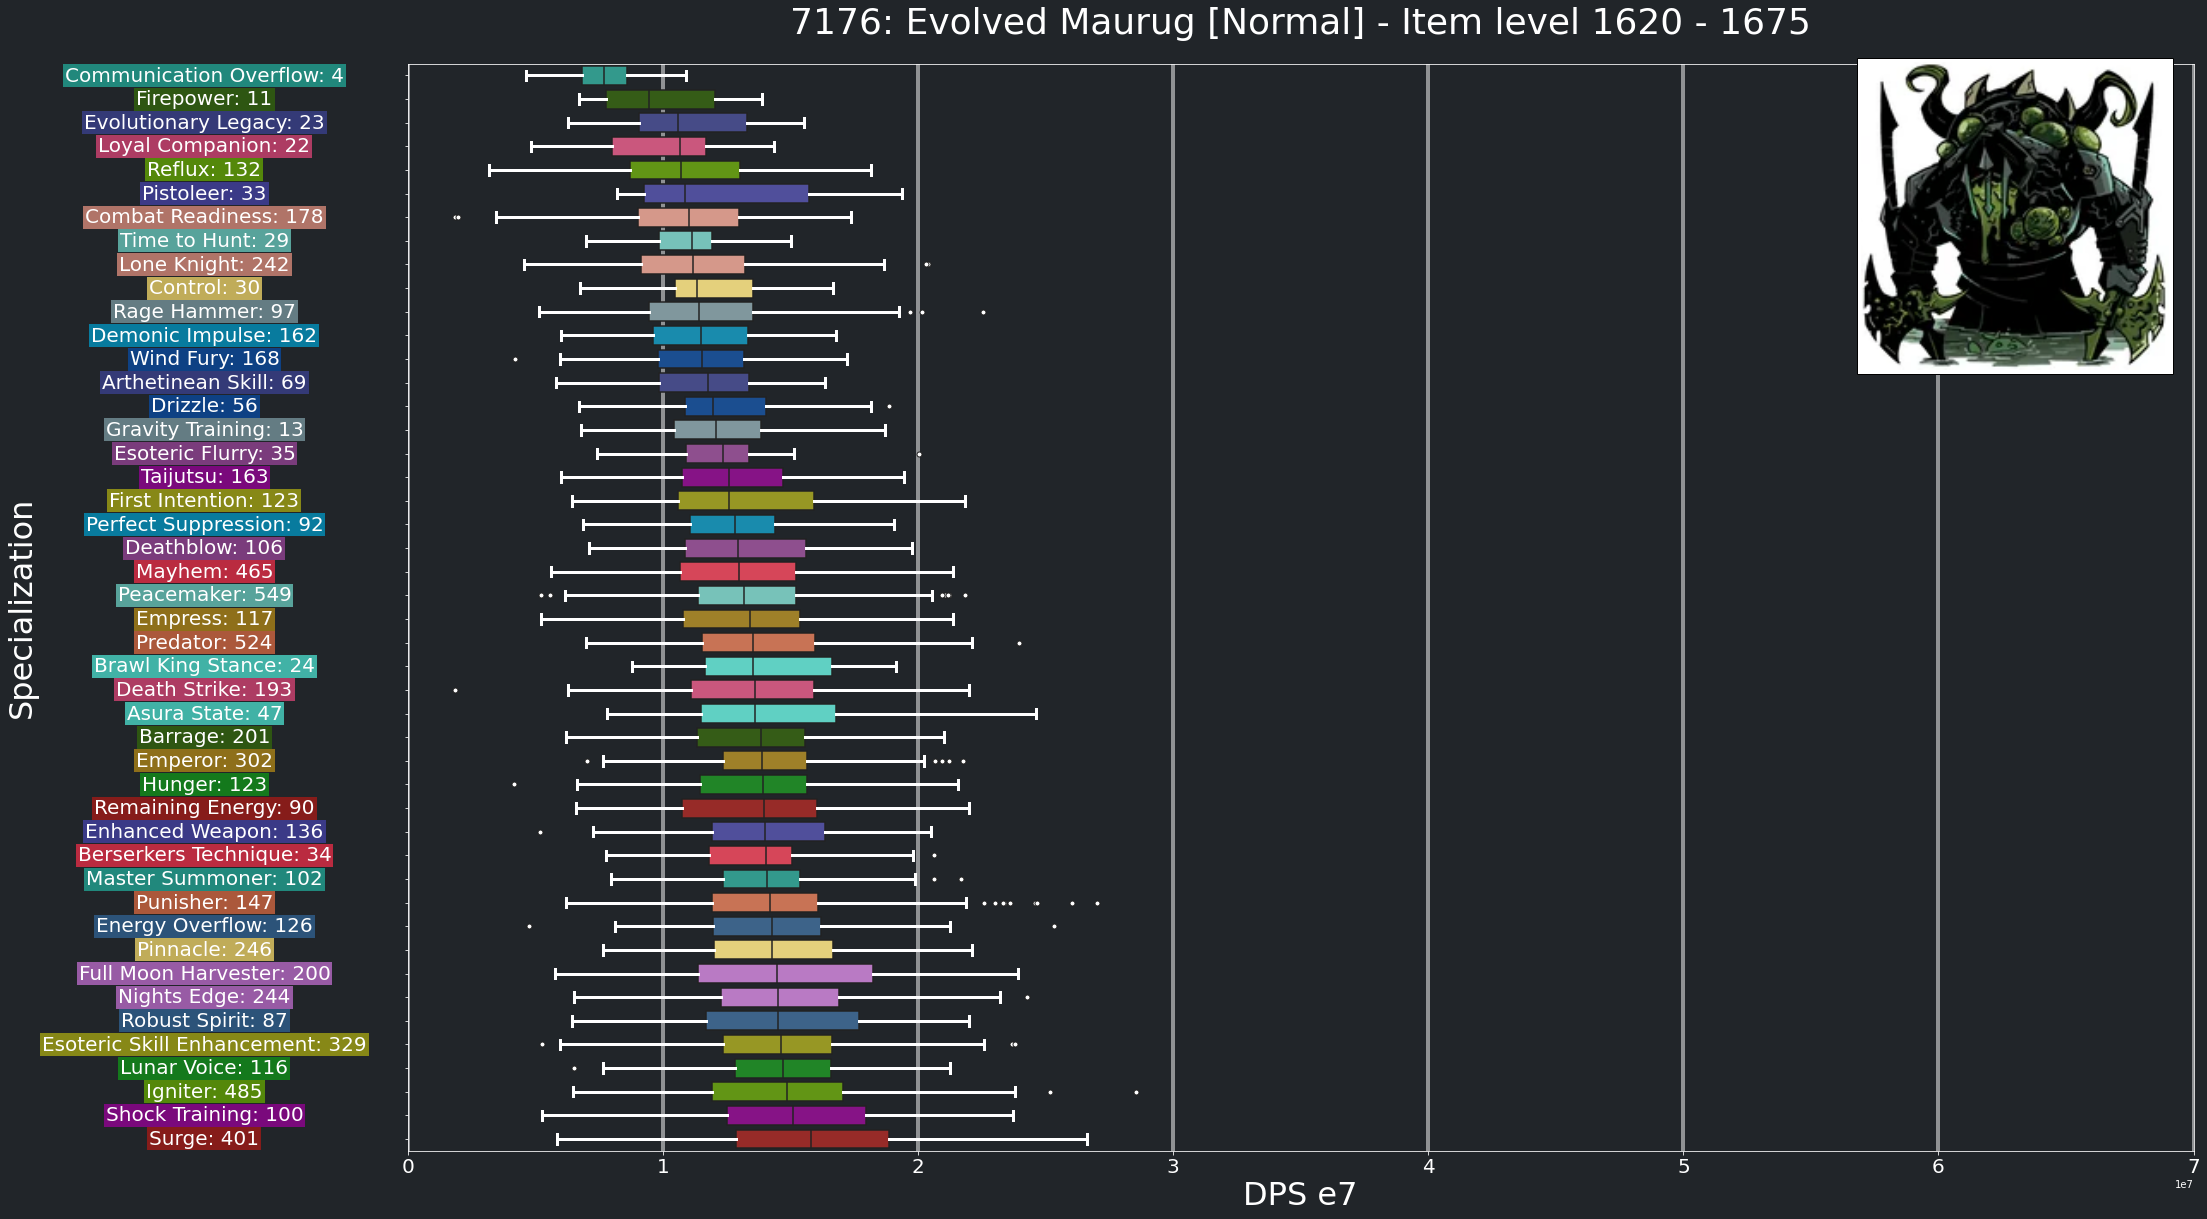 7176: Evolved Maurug [Normal] - Item level 1620 - 1675
Specialization
Communication Overflow: 4
Firepower: 11
Evolutionary Legacy: 23
Loyal Companion: 22
Reflux: 132
Pistoleer: 33
Combat Readiness: 178
Time to Hunt: 29
Lone Knight: 242
Control: 30
Rage Hammer: 97
Demonic Impulse: 162
Wind Fury: 168
Arthetinean Skill: 69
Drizzle: 56
Gravity Training: 13
Esoteric Flurry: 35
Taijutsu: 163
First Intention: 123
Perfect Suppression: 92
Deathblow: 106
Mayhem: 465
Peacemaker: 549
Empress: 117
Predator: 524
Brawl King Stance: 24
Death Strike: 193
Asura State: 47
Barrage: 201
Emperor: 302
Hunger: 123
Remaining Energy: 90
Enhanced Weapon: 136
Berserkers Technique: 34
Master Summoner: 102
Punisher: 147
Energy Overflow: 126
Pinnacle: 246
Full Moon Harvester: 200
Nights Edge: 244
Robust Spirit: 87
Esoteric Skill Enhancement: 329
Lunar Voice: 116
Igniter: 485
Shock Training: 100
Surge: 401
0 1 2 3 4 5 6 7
1e7
DPS e7